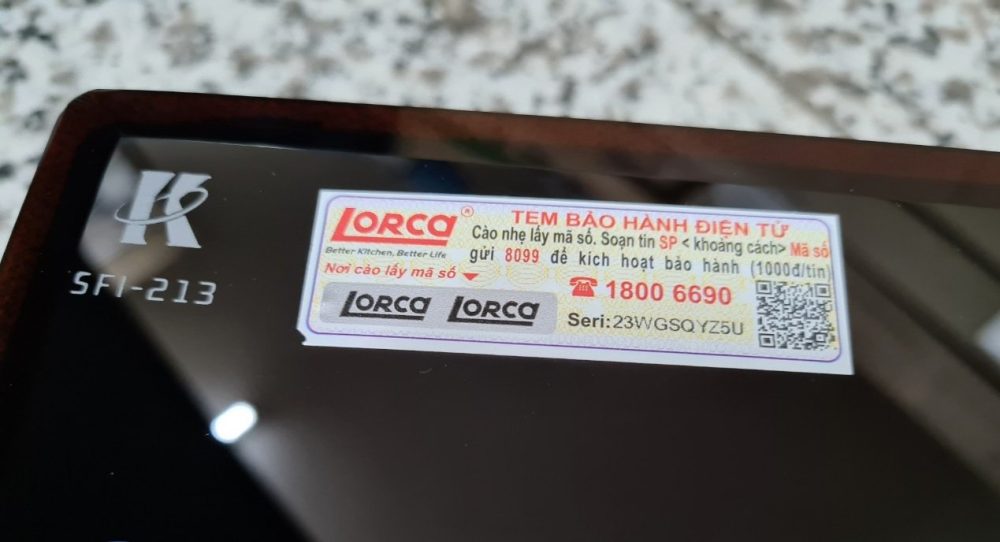 K
SFI-213
LORCA®
Better Kitchen, Better Life
TEM BẢO HÀNH ĐIỆN TỬ
Cào nhẹ lấy mã số. Soạn tin SP < khoảng cách> Mã số
gửi 8099 để kích hoạt bảo hành (1000đ/tin)
Nơi cào lấy mã số
1800 6690
LORCA LORCA
Seri:23WGSQYZ5U